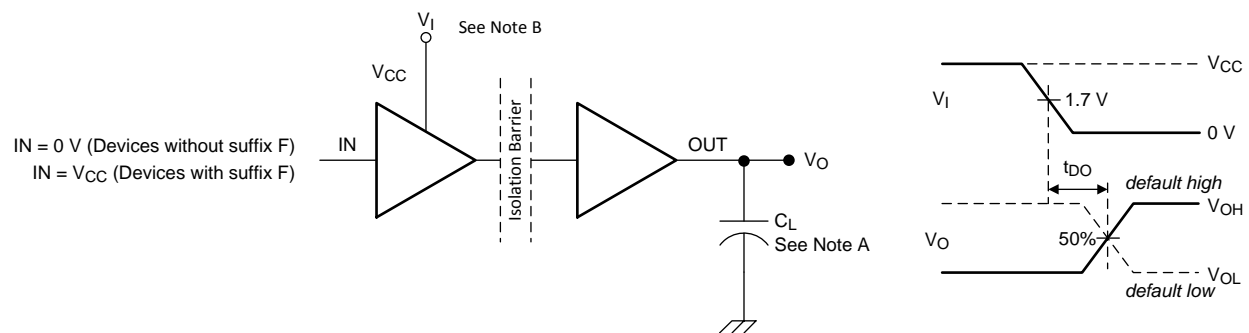 V_I
See Note B
V_CC
IN = 0 V (Devices without suffix F)
IN = V_CC (Devices with suffix F)
IN
Isolation Barrier
OUT
V_O
C_L
See Note A
V_CC
V_I
1.7 V
0 V
t_DO
default high
V_OH
V_O
50%
V_OL
default low